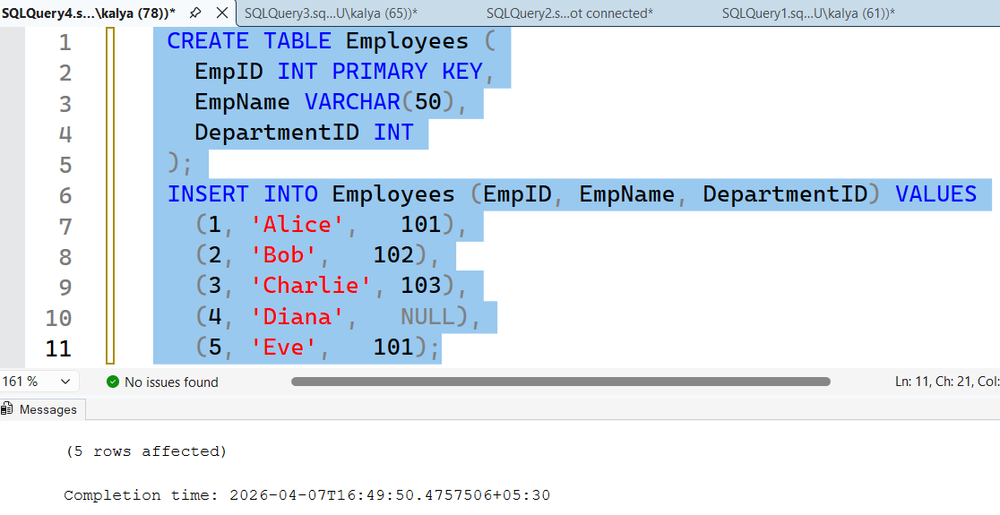 SQLQuery4.s...\kalya (78))* SQLQuery3.sq...U\kalya (65))* SQLQuery2.s...ot connected* SQLQuery1.sq...U\kalya (61))*
1 CREATE TABLE Employees (
2 EmpID INT PRIMARY KEY,
3 EmpName VARCHAR(50),
4 DepartmentID INT
5 );
6 INSERT INTO Employees (EmpID, EmpName, DepartmentID) VALUES
7 (1, 'Alice', 101),
8 (2, 'Bob', 102),
9 (3, 'Charlie', 103),
10 (4, 'Diana', NULL),
11 (5, 'Eve', 101);
161 % No issues found Ln: 11, Ch: 21, Col:
Messages
(5 rows affected)
Completion time: 2026-04-07T16:49:50.4757506+05:30